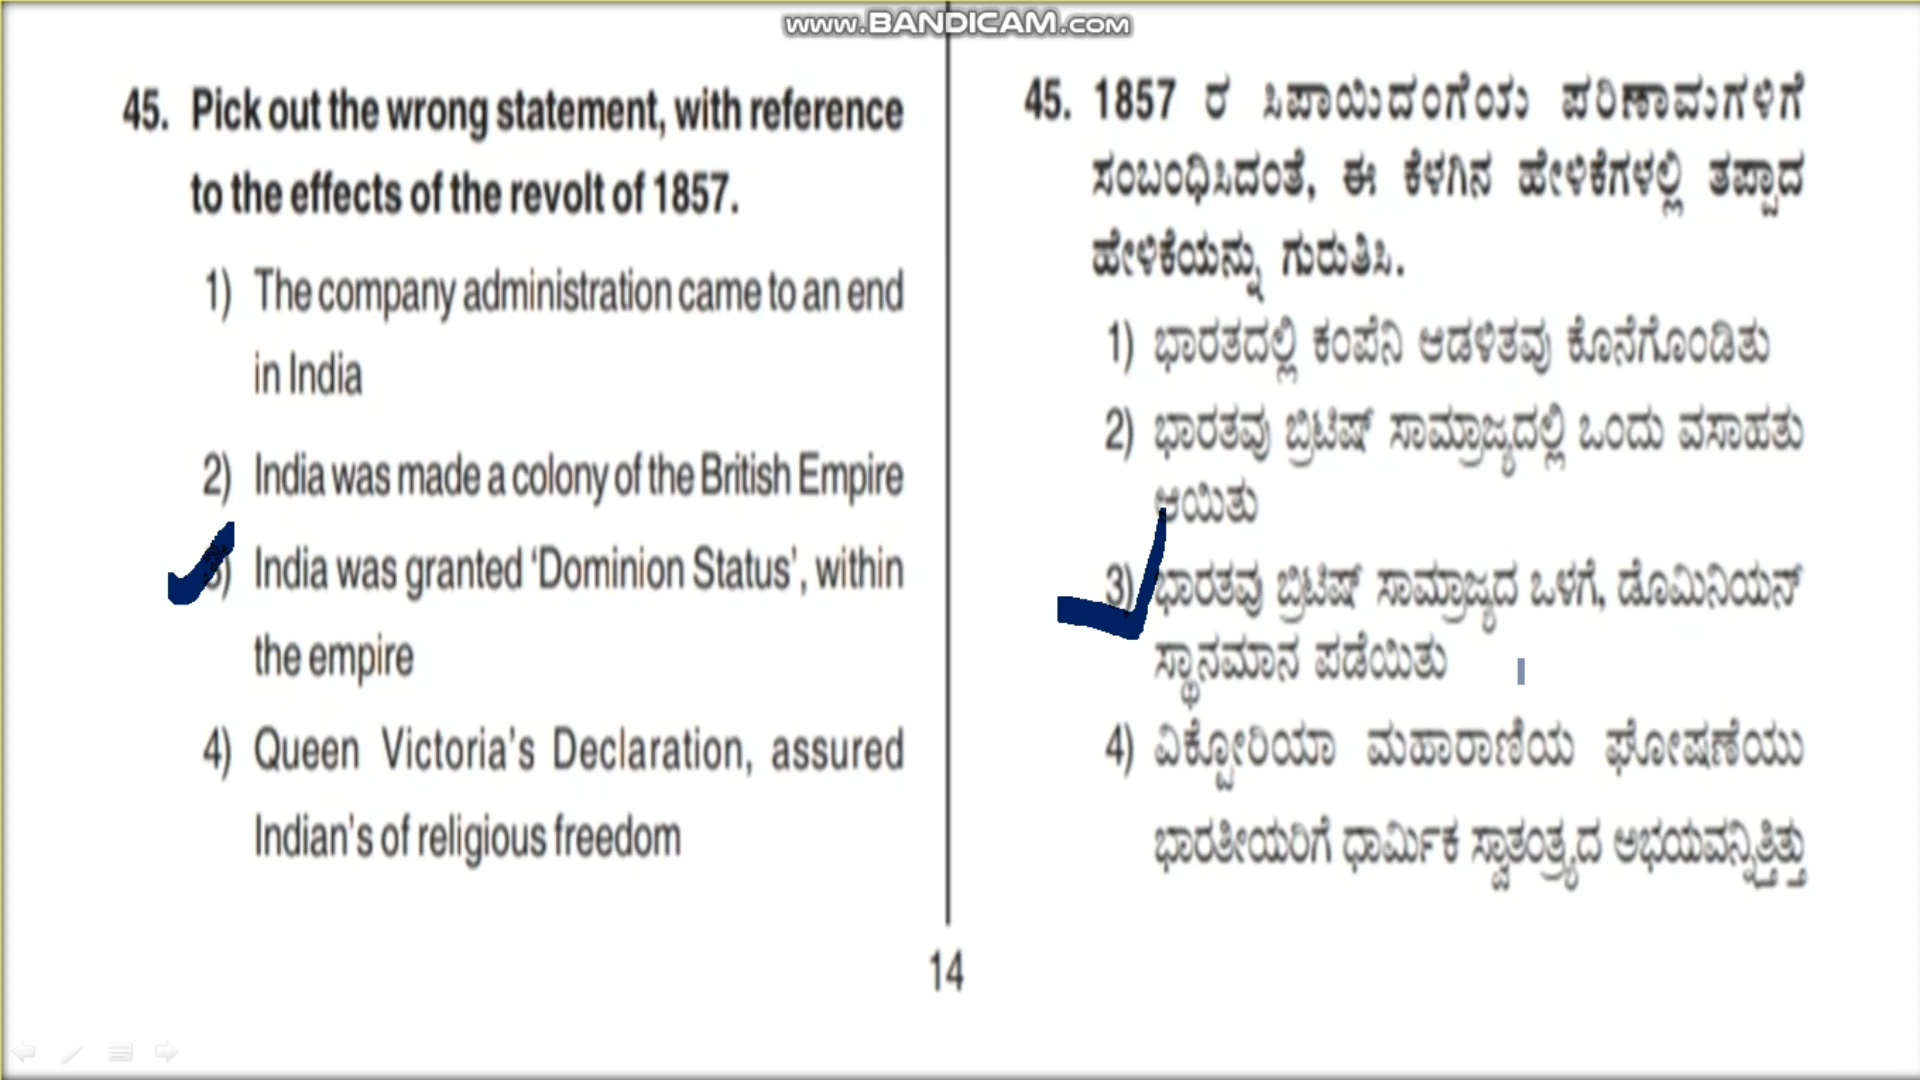 www.BANDICAM.com
45. Pick out the wrong statement, with reference
to the effects of the revolt of 1857.
1) The company administration came to an end
in India
2) India was made a colony of the British Empire
3) India was granted ‘Dominion Status’, within
the empire
4) Queen Victoria’s Declaration, assured
Indian’s of religious freedom
45. 1857 ರ ಸಿಪಾಯಿದಂಗೆಯ ಪರಿಣಾಮಗಳಿಗೆ
ಸಂಬಂಧಿಸಿದಂತೆ, ಈ ಕೆಳಗಿನ ಹೇಳಿಕೆಗಳಲ್ಲಿ ತಪ್ಪಾದ
ಹೇಳಿಕೆಯನ್ನು ಗುರುತಿಸಿ.
1) ಭಾರತದಲ್ಲಿ ಕಂಪೆನಿ ಆಡಳಿತವು ಕೊನೆಗೊಂಡಿತು
2) ಭಾರತವು ಬ್ರಿಟಿಷ್ ಸಾಮ್ರಾಜ್ಯದಲ್ಲಿ ಒಂದು ವಸಾಹತು
ಆಯಿತು
3) ಭಾರತವು ಬ್ರಿಟಿಷ್ ಸಾಮ್ರಾಜ್ಯದ ಒಳಗೆ, ಡೊಮಿನಿಯನ್
ಸ್ಥಾನಮಾನ ಪಡೆಯಿತು
4) ವಿಕ್ಟೋರಿಯಾ ಮಹಾರಾಣಿಯ ಘೋಷಣೆಯು
ಭಾರತೀಯರಿಗೆ ಧಾರ್ಮಿಕ ಸ್ವಾತಂತ್ರ್ಯದ ಅಭಯವನ್ನಿತ್ತಿತ್ತು
14